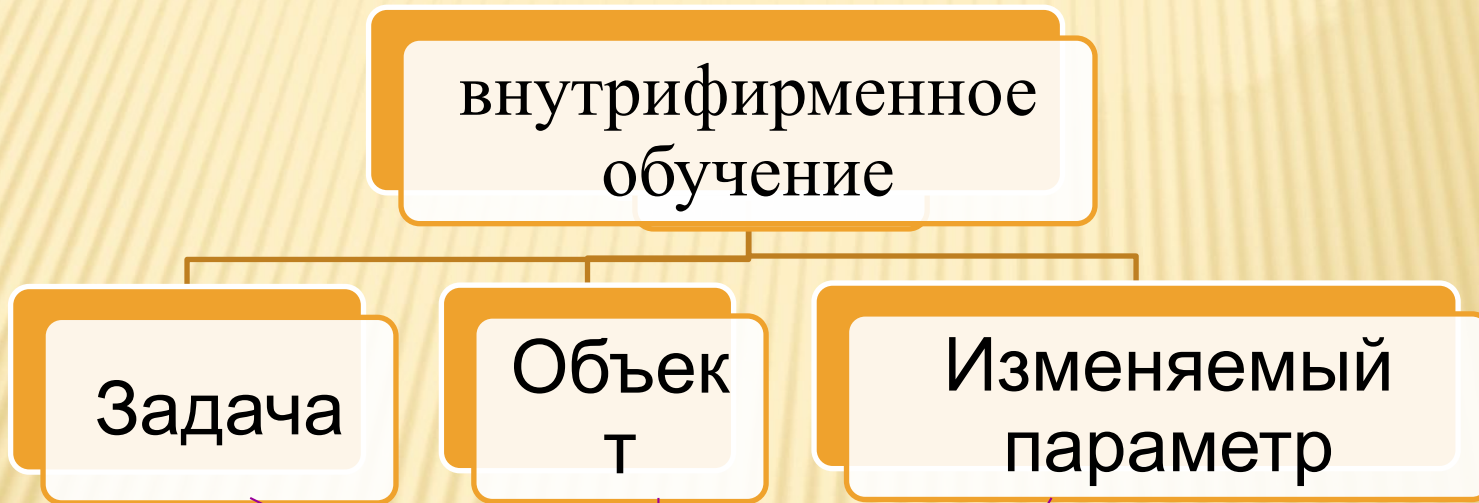 внутрифирменное
обучение
Задача
Объек
т
Изменяемый
параметр